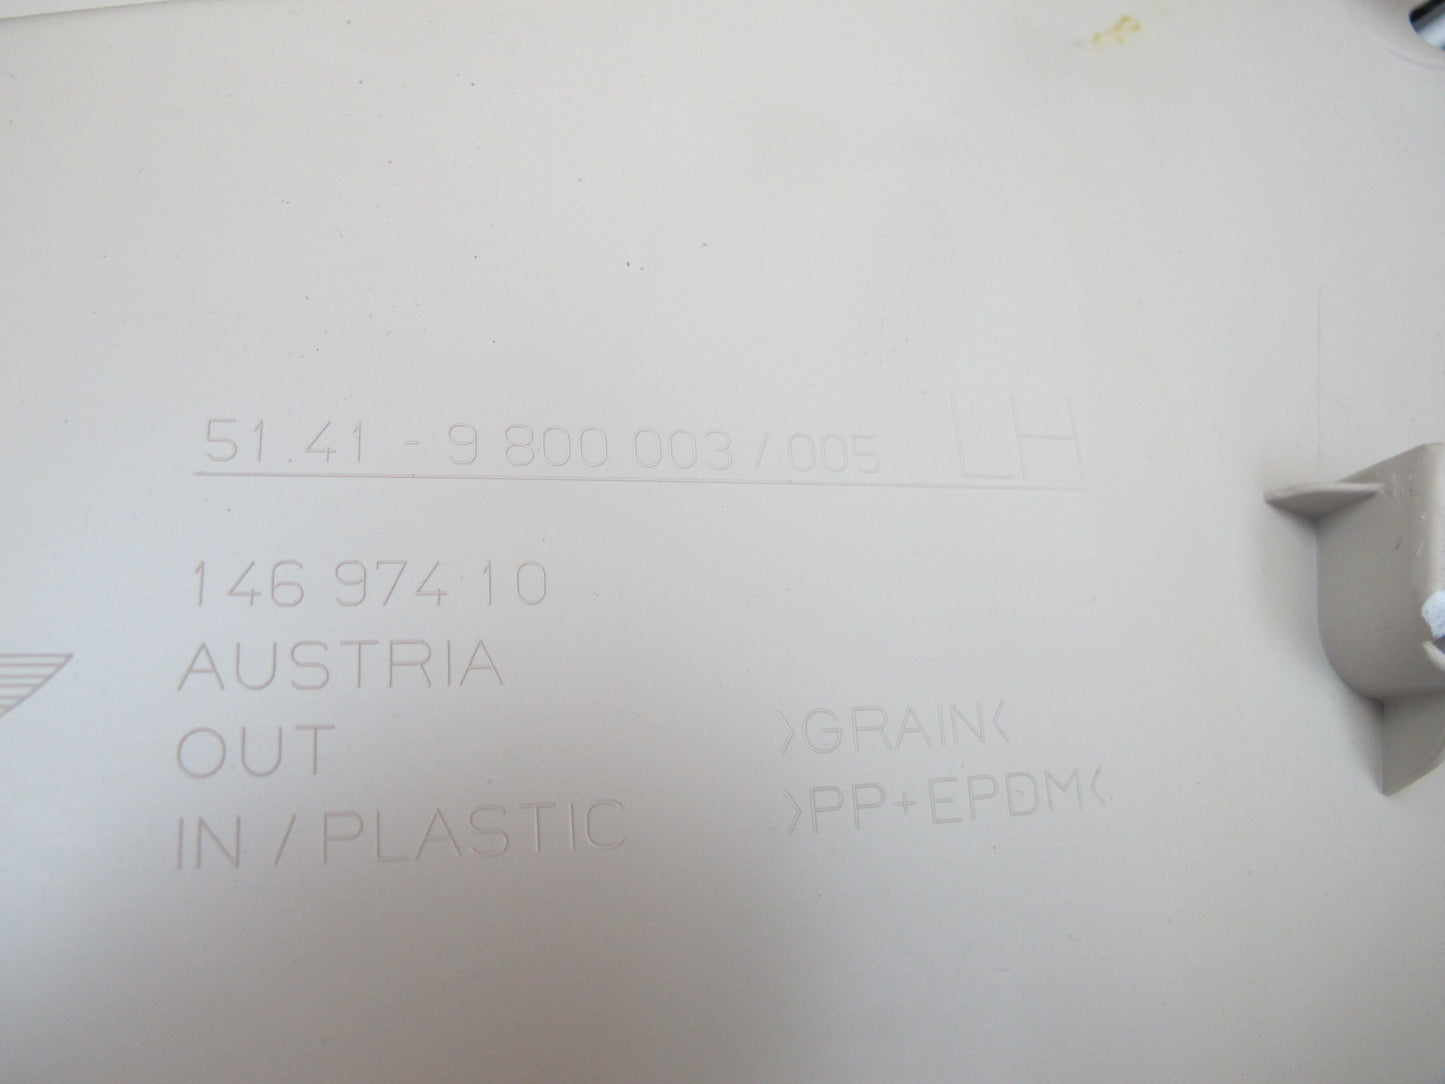 51.41 - 9 800 003 / 005 LH
146 974 10
AUSTRIA
OUT
IN / PLASTIC
>GRAIN<
>PP+EPDM<